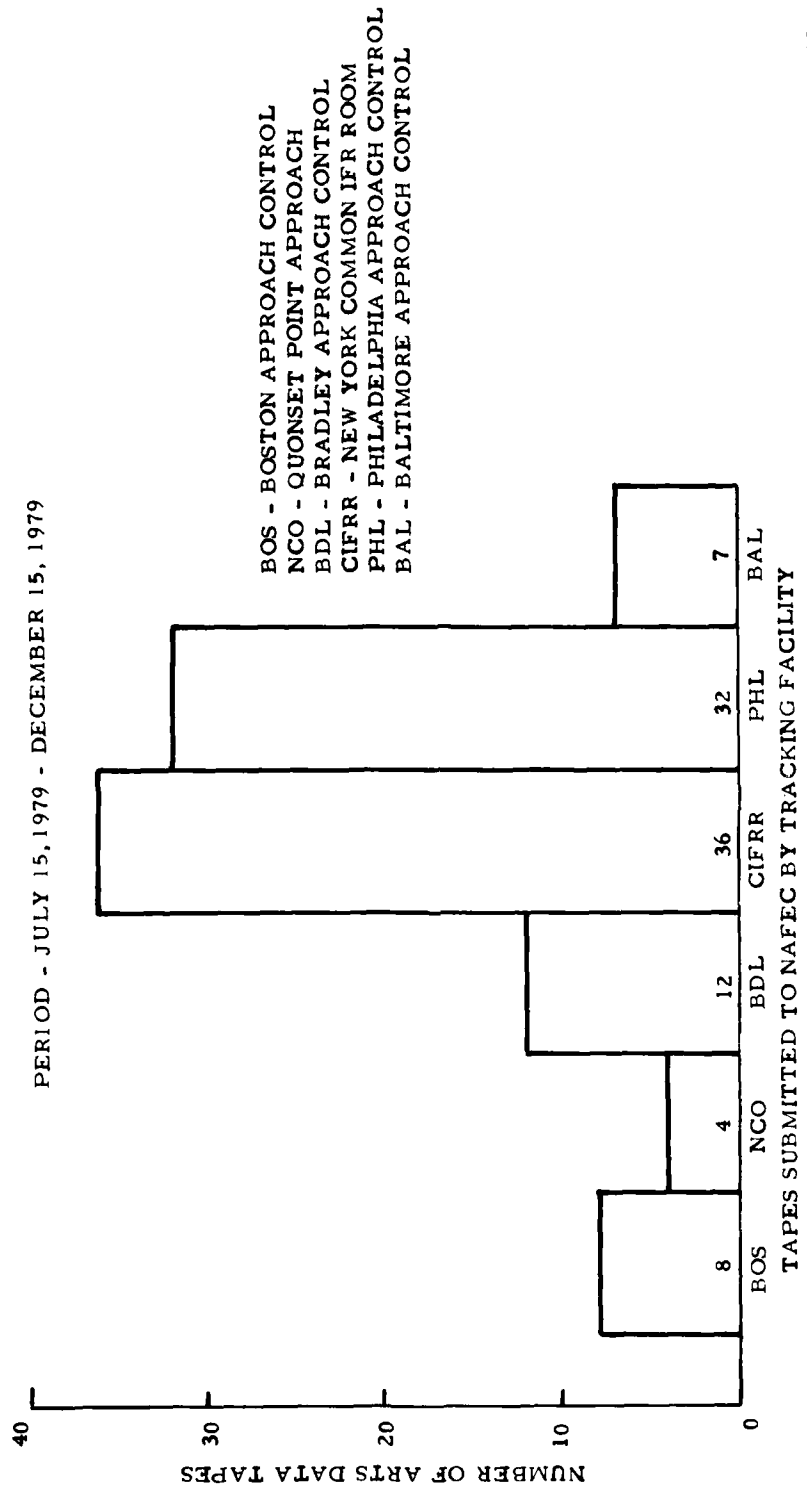 PERIOD - JULY 15, 1979 - DECEMBER 15, 1979
BOS - BOSTON APPROACH CONTROL
NCO - QUONSET POINT APPROACH
BDL - BRADLEY APPROACH CONTROL
CIFRR - NEW YORK COMMON IFR ROOM
PHL - PHILADELPHIA APPROACH CONTROL
BAL - BALTIMORE APPROACH CONTROL
NUMBER OF ARTS DATA TAPES
40
30
20
10
0
8 4 12 36 32 7
BOS NCO BDL CIFRR PHL BAL
TAPES SUBMITTED TO NAFEC BY TRACKING FACILITY